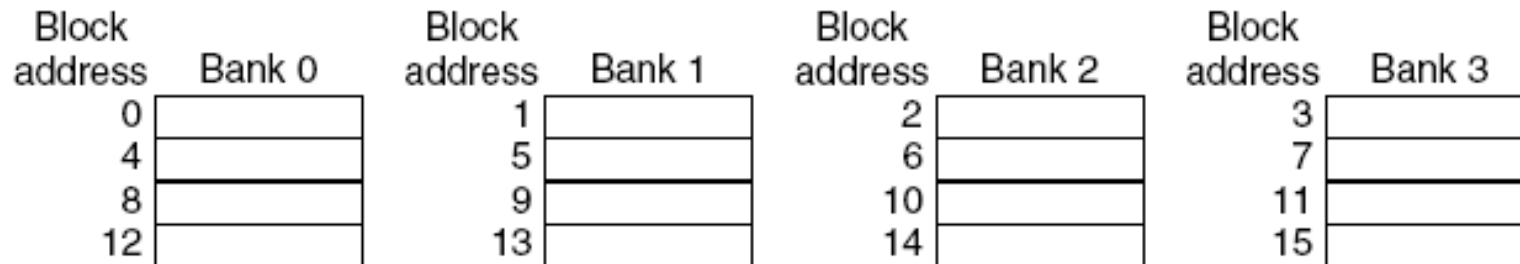 Block Block Block Block
address Bank 0 address Bank 1 address Bank 2 address Bank 3
0 1 2 3
4 5 6 7
8 9 10 11
12 13 14 15